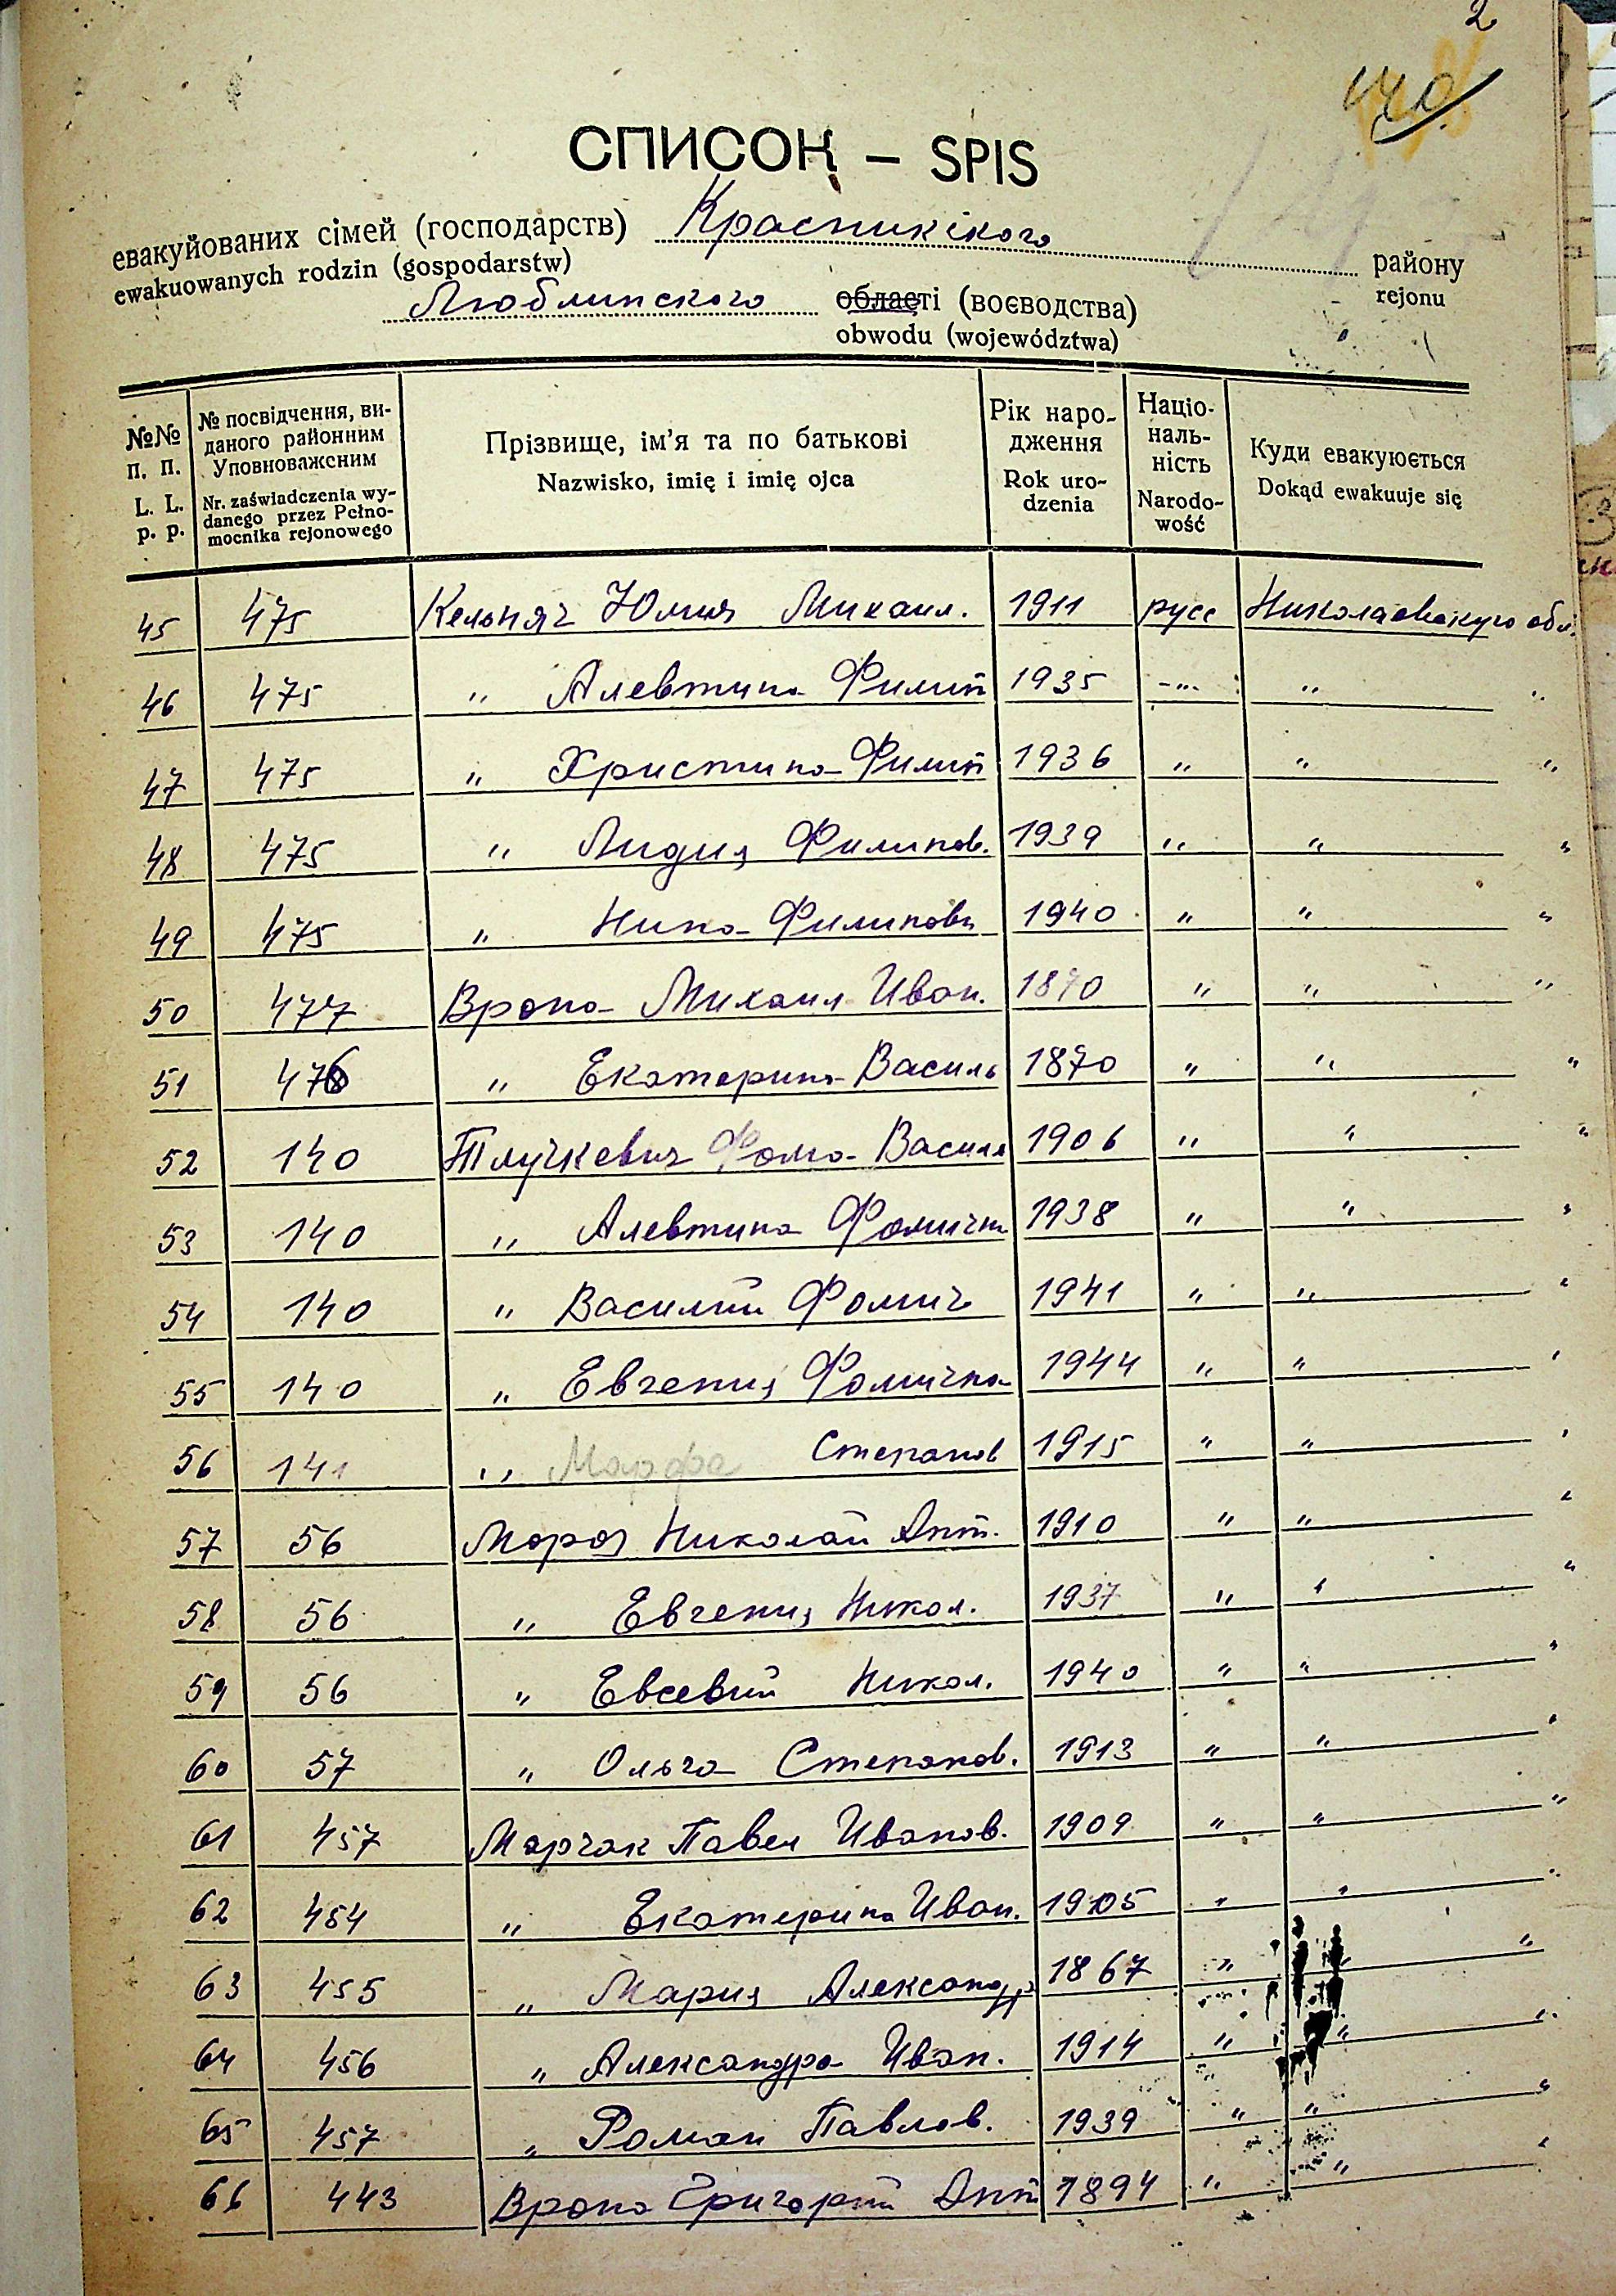 2
140
СПИСОК — SPIS
евакуйованих сімей (господарств) Красникского району
ewakuowanych rodzin (gospodarstw) rejonu
Люблинского області (воєводства)
obwodu (województwa)
№№ п. п. L. L. p. p. | № посвідчення, виданого районним Уповноваженим Nr. zaświadczenia wydanego przez Pełnomocnika rejonowego | Прізвище, ім'я та по батькові Nazwisko, imię i imię ojca | Рік народження Rok urodzenia | Національність Narodowość | Куди евакуюється Dokąd ewakuuje się
45 475 Кельняч Юлия Михаил. 1911 русс Николаевскую обл.
46 475 " Алевтина Филип 1935 -"- " "
47 475 " Христина Филип 1936 " " "
48 475 " Лидия Филипов. 1939 " " "
49 475 " Нина Филипови 1940 " " "
50 477 Врона Михаил Иван. 1870 " " "
51 476 " Екатерина Василь 1870 " " "
52 140 Тлучкевич Фома Васил 1906 " " "
53 140 " Алевтина Фомичн 1938 " " "
54 140 " Василий Фомич 1941 " " "
55 140 " Евгения Фомична 1944 " " "
56 141 " Марфа Степанов 1915 " " "
57 56 Мороз Николай Ант. 1910 " " "
58 56 " Евгения Никол. 1937 " " "
59 56 " Евсевий Никол. 1940 " " "
60 57 " Ольга Степанов. 1913 " " "
61 457 Марчак Павел Иванов. 1909 " " "
62 454 " Екатерина Иван. 1905 " " "
63 455 " Мария Александр 1867 " " "
64 456 " Александра Иван. 1914 " " "
65 457 " Роман Павлов. 1939 " " "
66 443 Врона Григорий Ант 1894 " " "